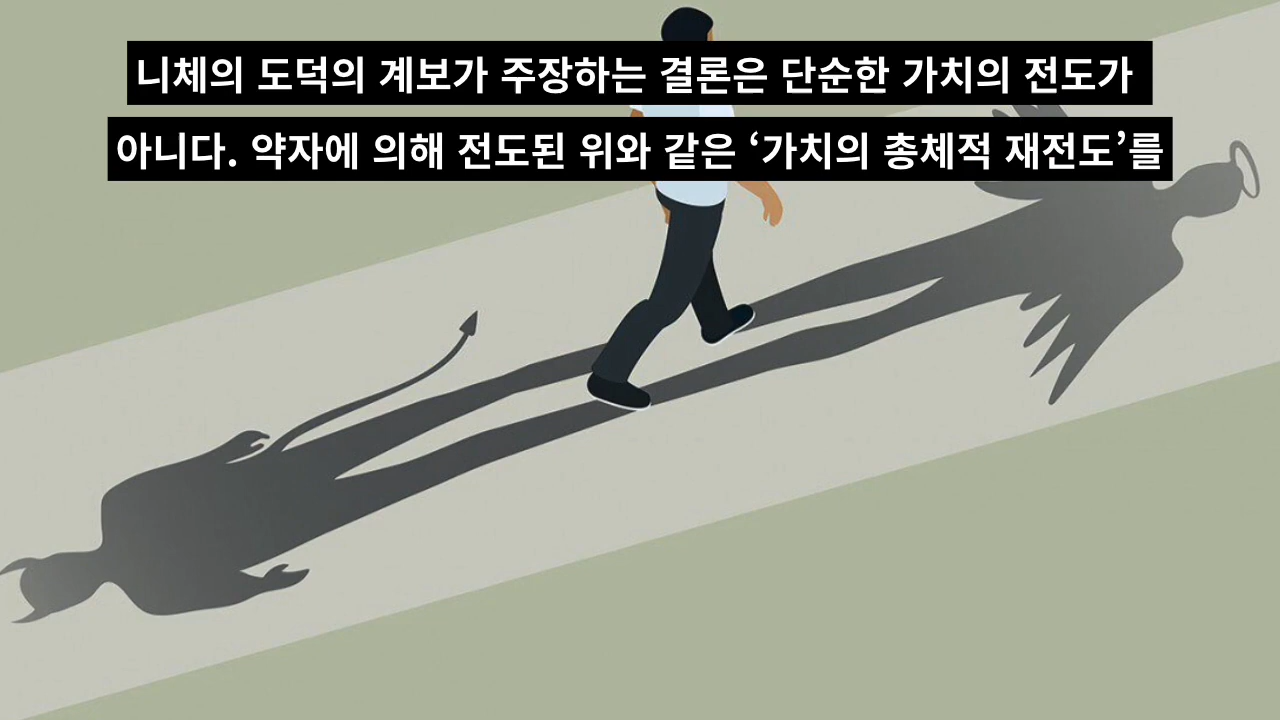 니체의 도덕의 계보가 주장하는 결론은 단순한 가치의 전도가
아니다. 약자에 의해 전도된 위와 같은 ‘가치의 총체적 재전도’를